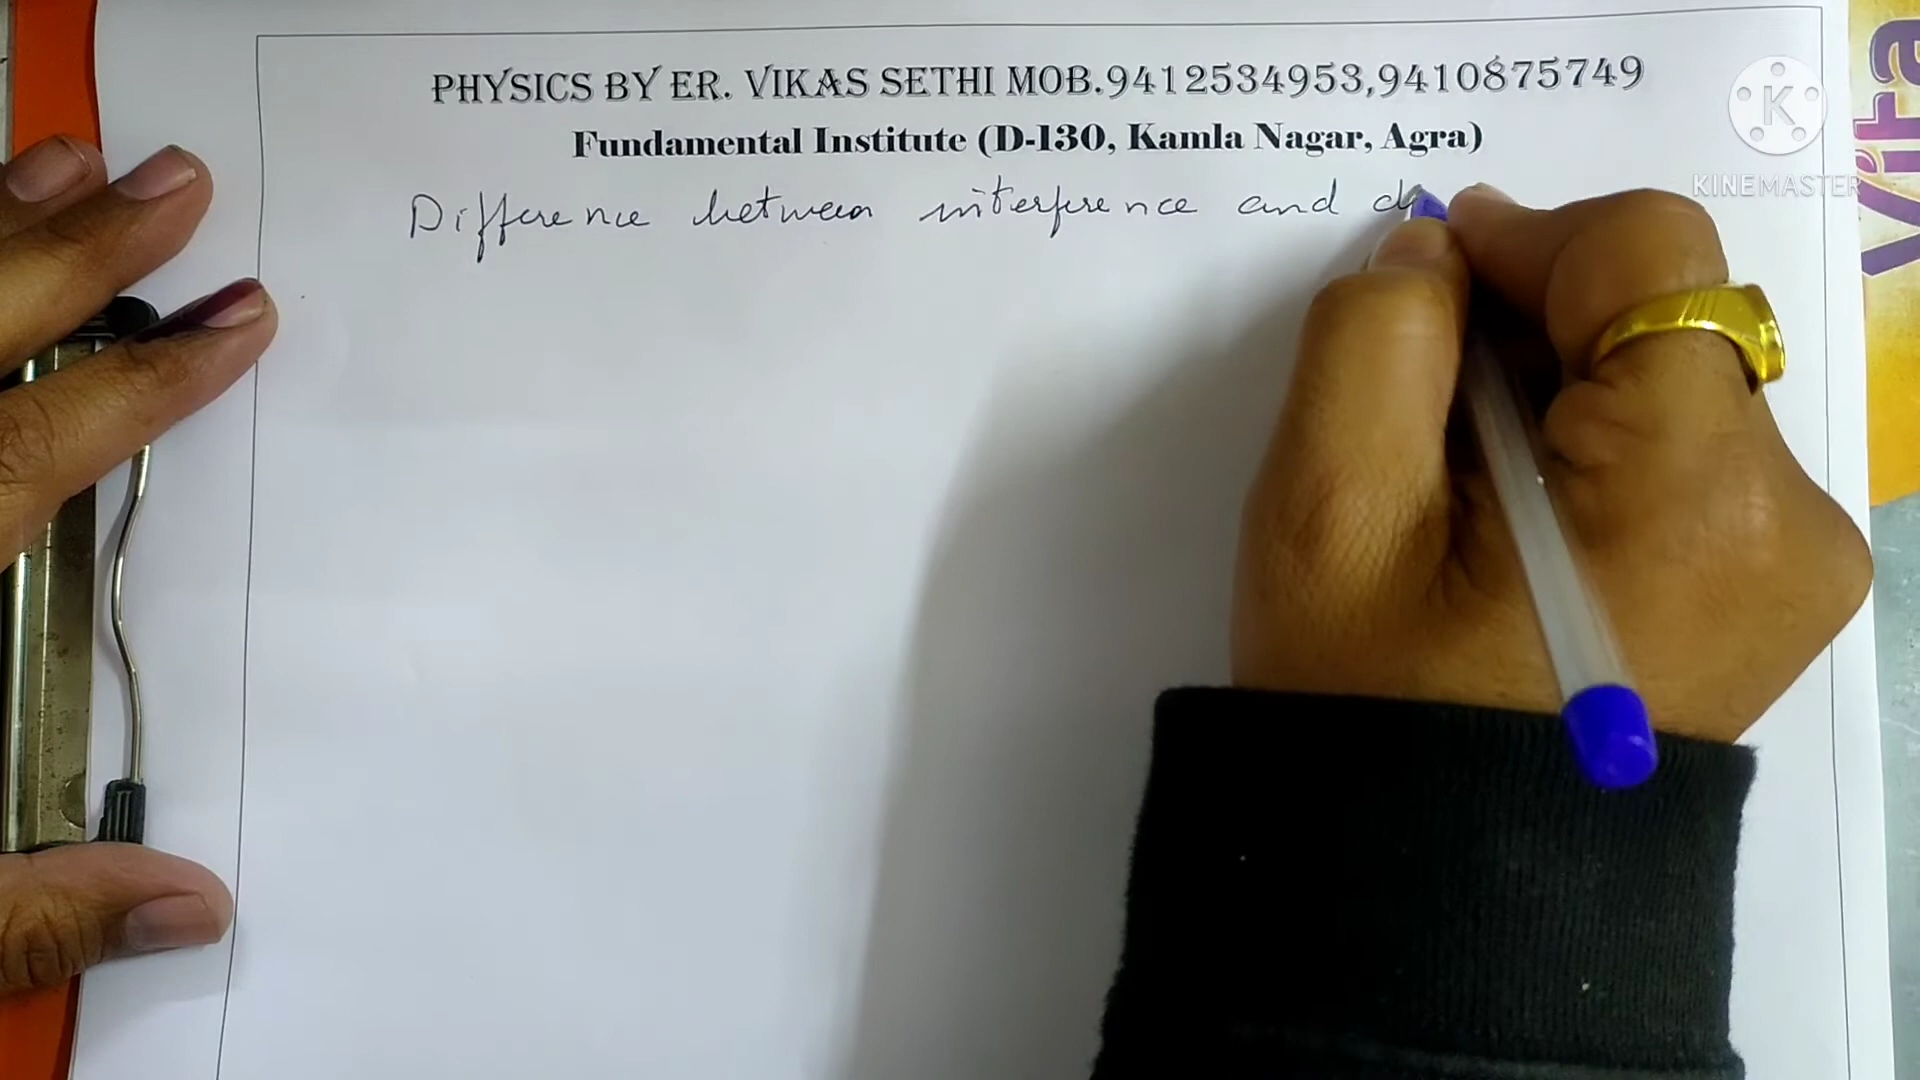 PHYSICS BY ER. VIKAS SETHI MOB.9412534953,9410875749
Fundamental Institute (D-130, Kamla Nagar, Agra)
Difference between interference and d
K
KINEMASTER
Vita